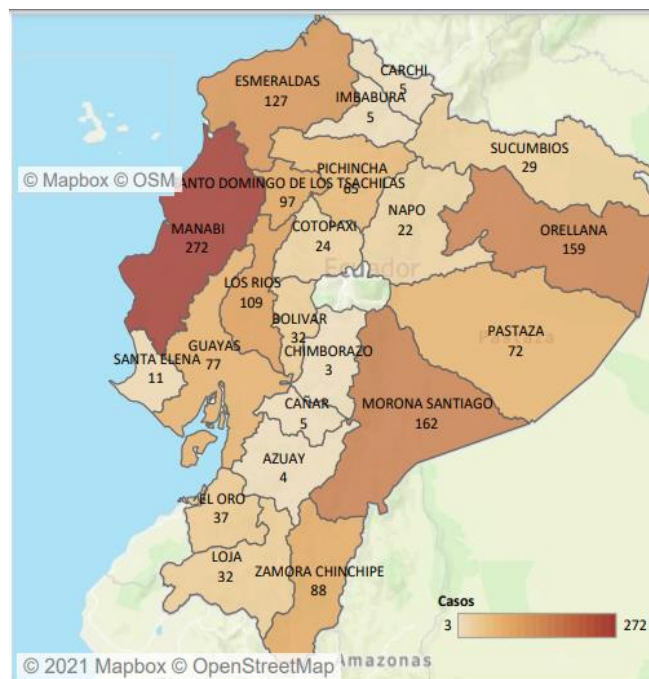 CARCHI
5
ESMERALDAS
127
IMBABURA
5
SUCUMBIOS
29
© Mapbox © OSM
PICHINCHA
65
ANTO DOMINGO DE LOS TSACHILAS
97
NAPO
22
MANABI
272
COTOPAXI
24
ORELLANA
159
Ecuador
LOS RIOS
109
BOLIVAR
32
PASTAZA
72
Pastaza
GUAYAS
77
SANTA ELENA
11
CHIMBORAZO
3
CAÑAR
5
MORONA SANTIAGO
162
AZUAY
4
EL ORO
37
LOJA
32
ZAMORA CHINCHIPE
88
Casos
3 272
© 2021 Mapbox © OpenStreetMap
Amazonas